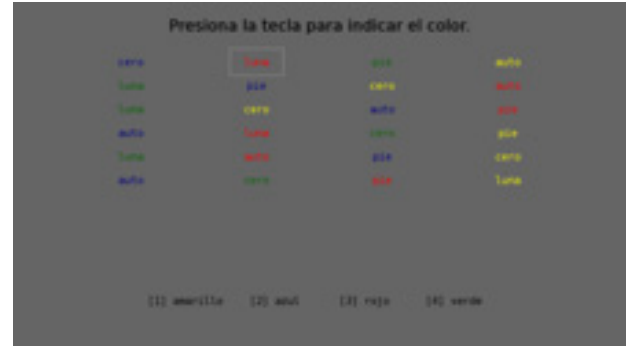 Presiona la tecla para indicar el color.
cero luna pie auto
luna pie cero auto
luna cero auto pie
auto luna cero pie
luna auto pie cero
auto cero pie luna
[1] amarillo [2] azul [3] rojo [4] verde